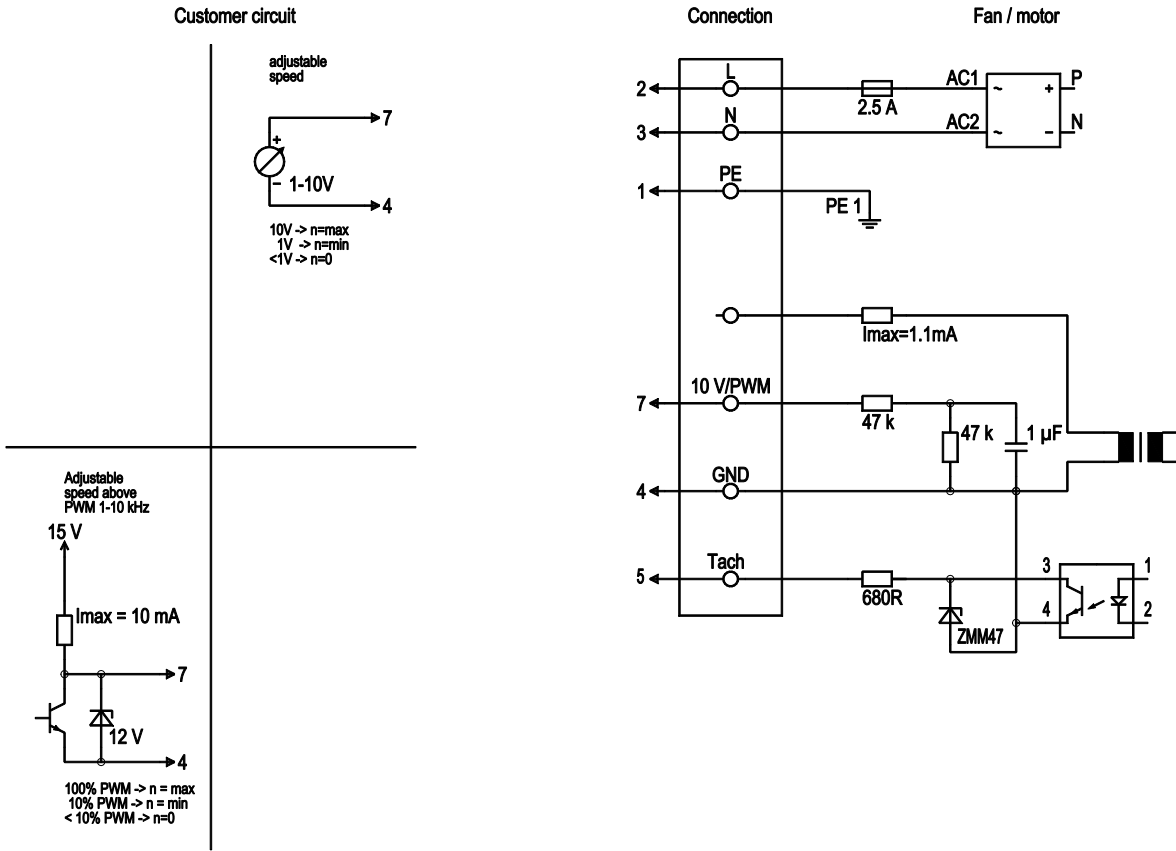 Customer circuit
adjustable
speed
7
+
− 1-10V
4
10V -> n=max
1V -> n=min
<1V -> n=0
Adjustable
speed above
PWM 1-10 kHz
15 V
Imax = 10 mA
7
12 V
4
100% PWM -> n = max
10% PWM -> n = min
< 10% PWM -> n=0
Connection
Fan / motor
L
2
2.5 A
AC1
~
+
P
N
3
AC2
~
−
N
PE
1
PE 1
Imax=1.1mA
10 V/PWM
7
47 k
47 k
1 µF
GND
4
Tach
5
680R
3
1
4
2
ZMM47